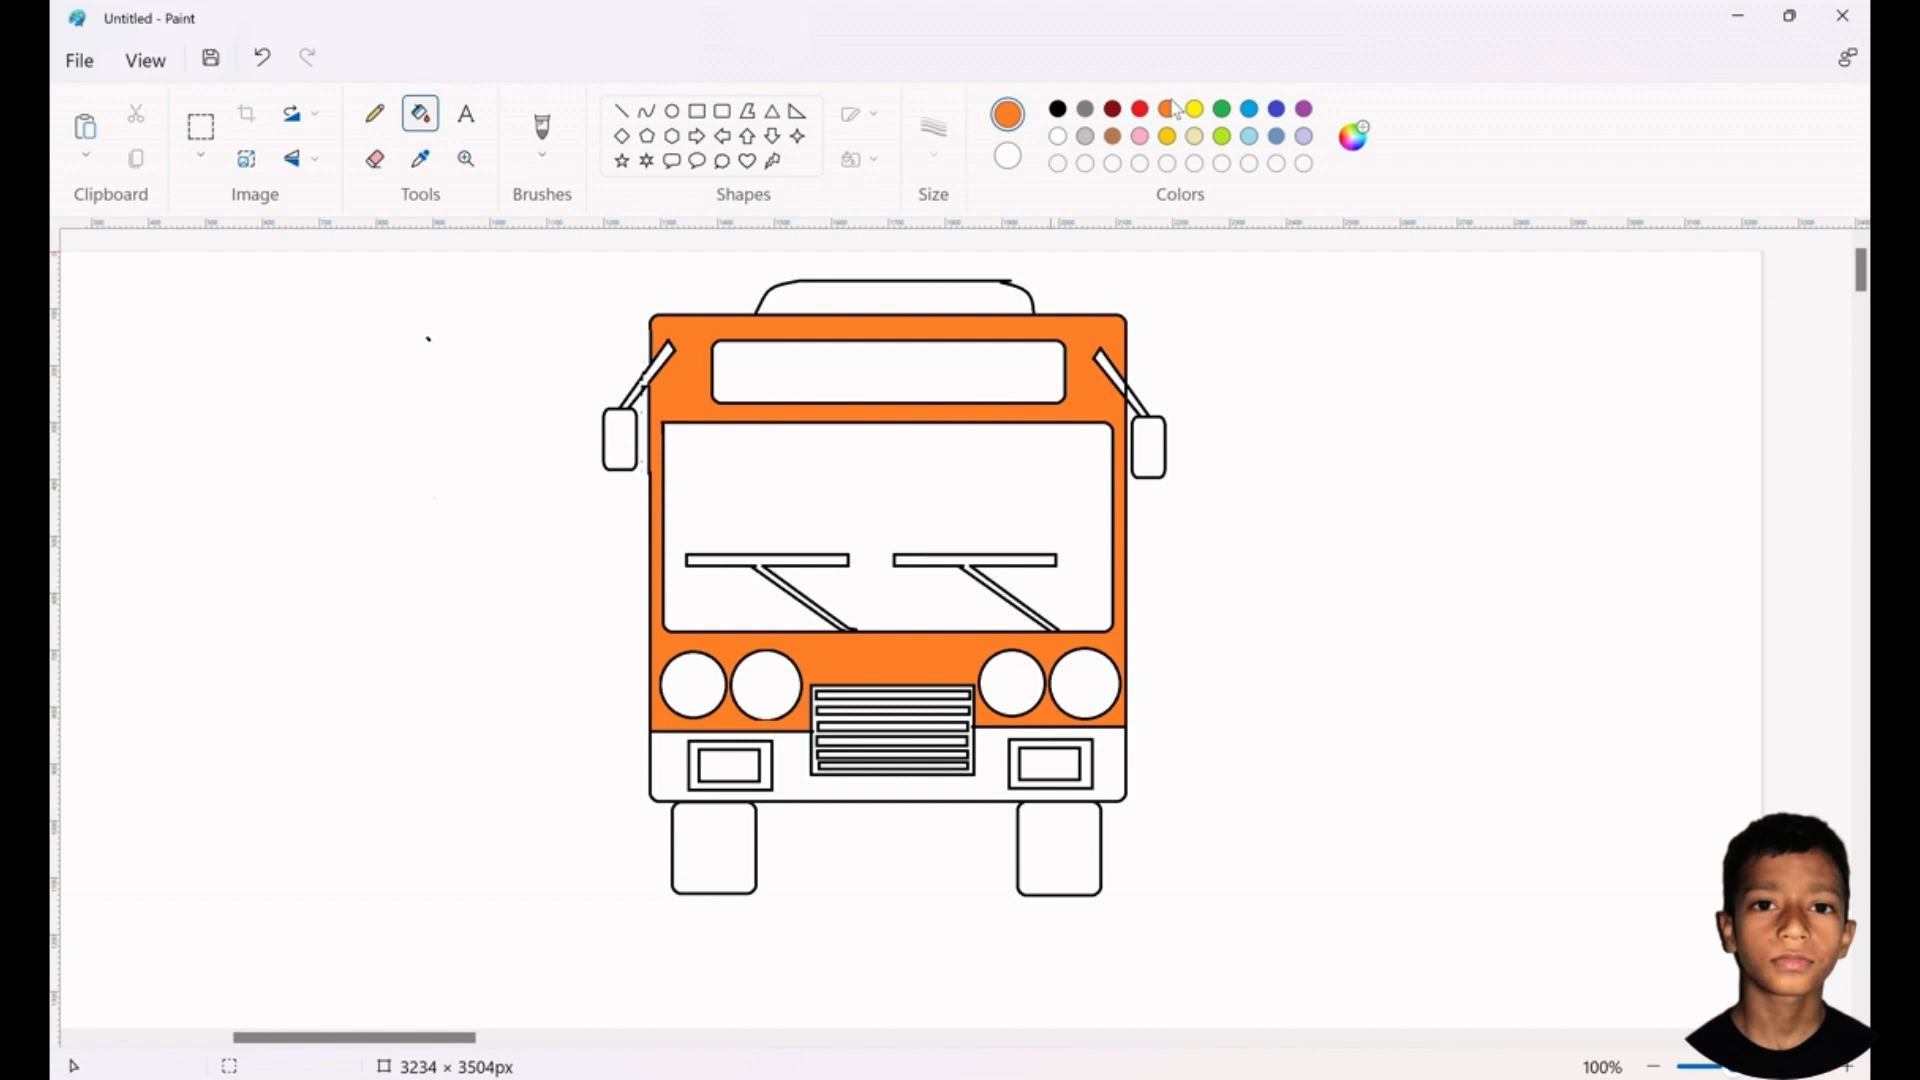 Untitled - Paint
File View
A
Clipboard Image Tools Brushes Shapes Size Colors
3234 × 3504px
100%